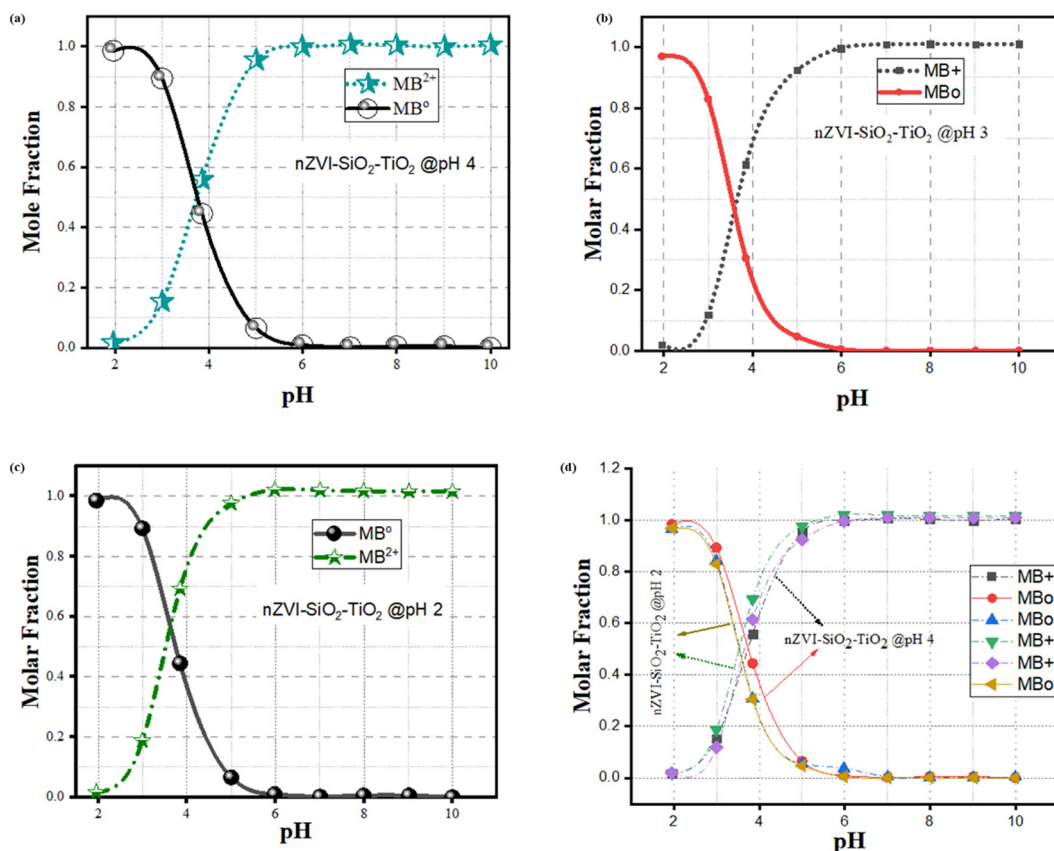 (a)
1.0
0.8
0.6
0.4
0.2
0.0
Mole Fraction
MB²⁺
MBº
nZVI-SiO₂-TiO₂ @pH 4
2 4 6 8 10
pH
(b)
1.0
0.8
0.6
0.4
0.2
0.0
Molar Fraction
MB+
MBo
nZVI-SiO₂-TiO₂ @pH 3
2 3 4 5 6 7 8 9 10
pH
(c)
1.0
0.8
0.6
0.4
0.2
0.0
Molar Fraction
MBº
MB²⁺
nZVI-SiO₂-TiO₂ @pH 2
2 4 6 8 10
pH
(d)
1.2
1.0
0.8
0.6
0.4
0.2
0.0
Molar Fraction
MB+
MBo
MBo
MB+
MB+
MBo
nZVI-SiO₂-TiO₂ @pH 2
nZVI-SiO₂-TiO₂ @pH 4
2 4 6 8 10
pH